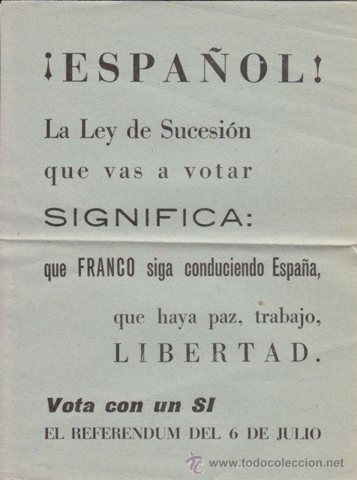 ¡ESPAÑOL!
La Ley de Sucesión
que vas a votar
SIGNIFICA:
que FRANCO siga conduciendo España,
que haya paz, trabajo,
LIBERTAD.
Vota con un SI
EL REFERENDUM DEL 6 DE JULIO
www.todocoleccion.net